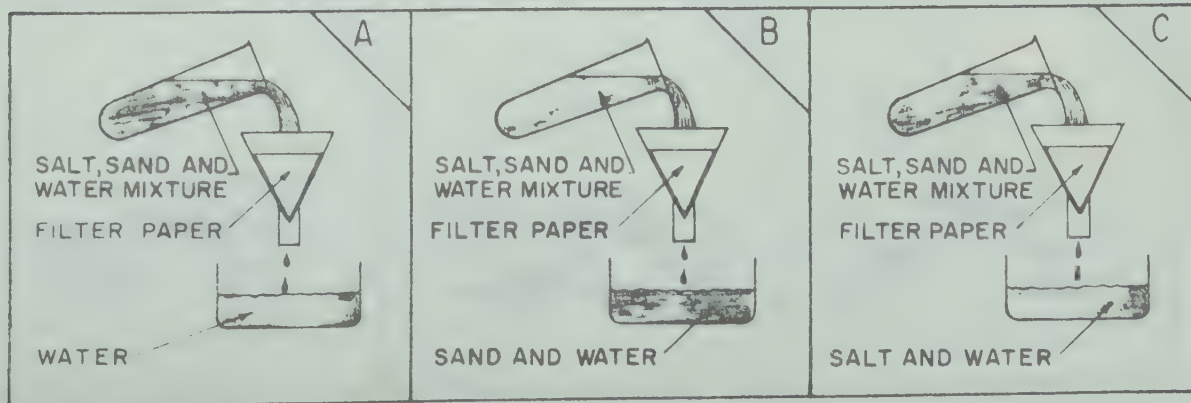 A
SALT, SAND AND
WATER MIXTURE
FILTER PAPER
WATER
B
SALT, SAND AND
WATER MIXTURE
FILTER PAPER
SAND AND WATER
C
SALT, SAND AND
WATER MIXTURE
FILTER PAPER
SALT AND WATER